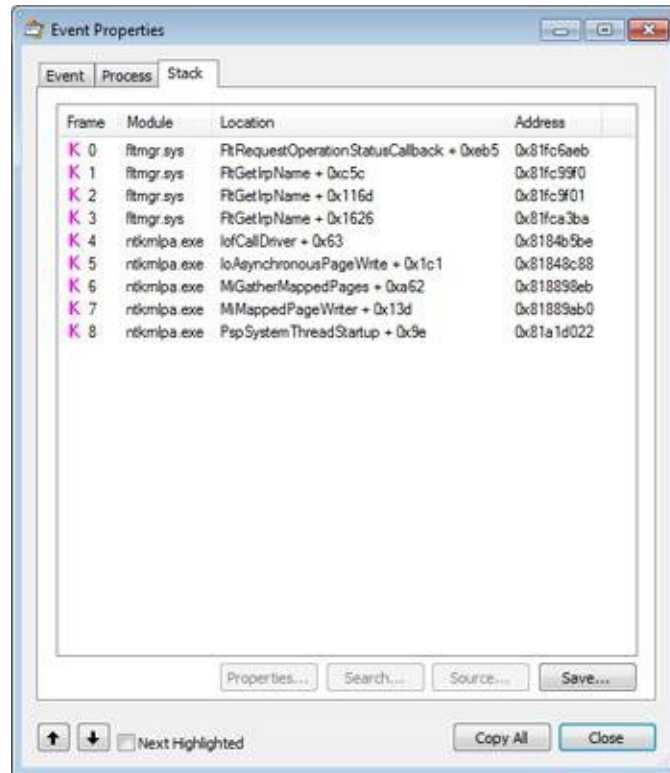 Event Properties
Event Process Stack
Frame Module Location Address
K 0 fltmgr.sys FltRequestOperationStatusCallback + 0xeb5 0x81fc6aeb
K 1 fltmgr.sys FltGetIrpName + 0xc5c 0x81fc99f0
K 2 fltmgr.sys FltGetIrpName + 0x116d 0x81fc9f01
K 3 fltmgr.sys FltGetIrpName + 0x1626 0x81fca3ba
K 4 ntkrnlpa.exe IofCallDriver + 0x63 0x8184b5be
K 5 ntkrnlpa.exe IoAsynchronousPageWrite + 0x1c1 0x81848c88
K 6 ntkrnlpa.exe MiGatherMappedPages + 0xa62 0x818898eb
K 7 ntkrnlpa.exe MiMappedPageWriter + 0x13d 0x81889ab0
K 8 ntkrnlpa.exe PspSystemThreadStartup + 0x9e 0x81a1d022
Properties... Search... Source... Save...
Next Highlighted Copy All Close